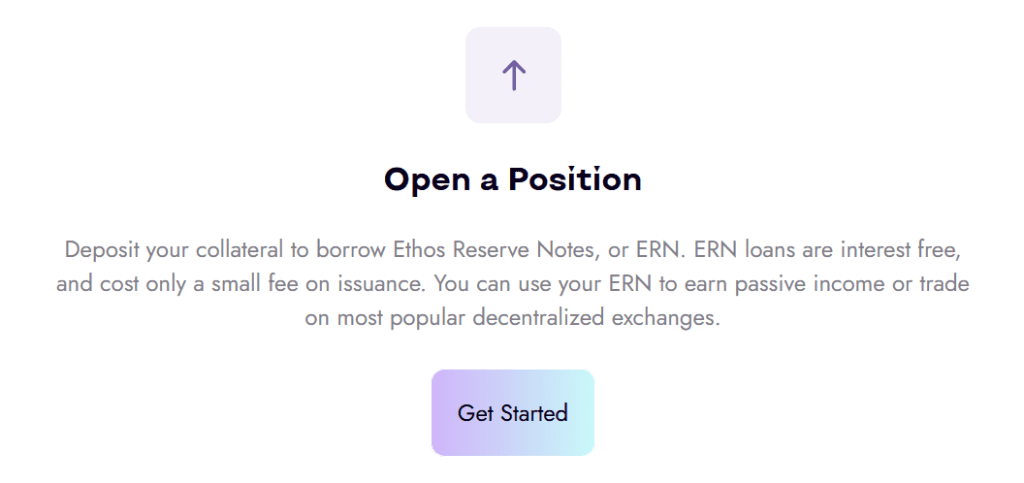 Open a Position
Deposit your collateral to borrow Ethos Reserve Notes, or ERN. ERN loans are interest free,
and cost only a small fee on issuance. You can use your ERN to earn passive income or trade
on most popular decentralized exchanges.
Get Started